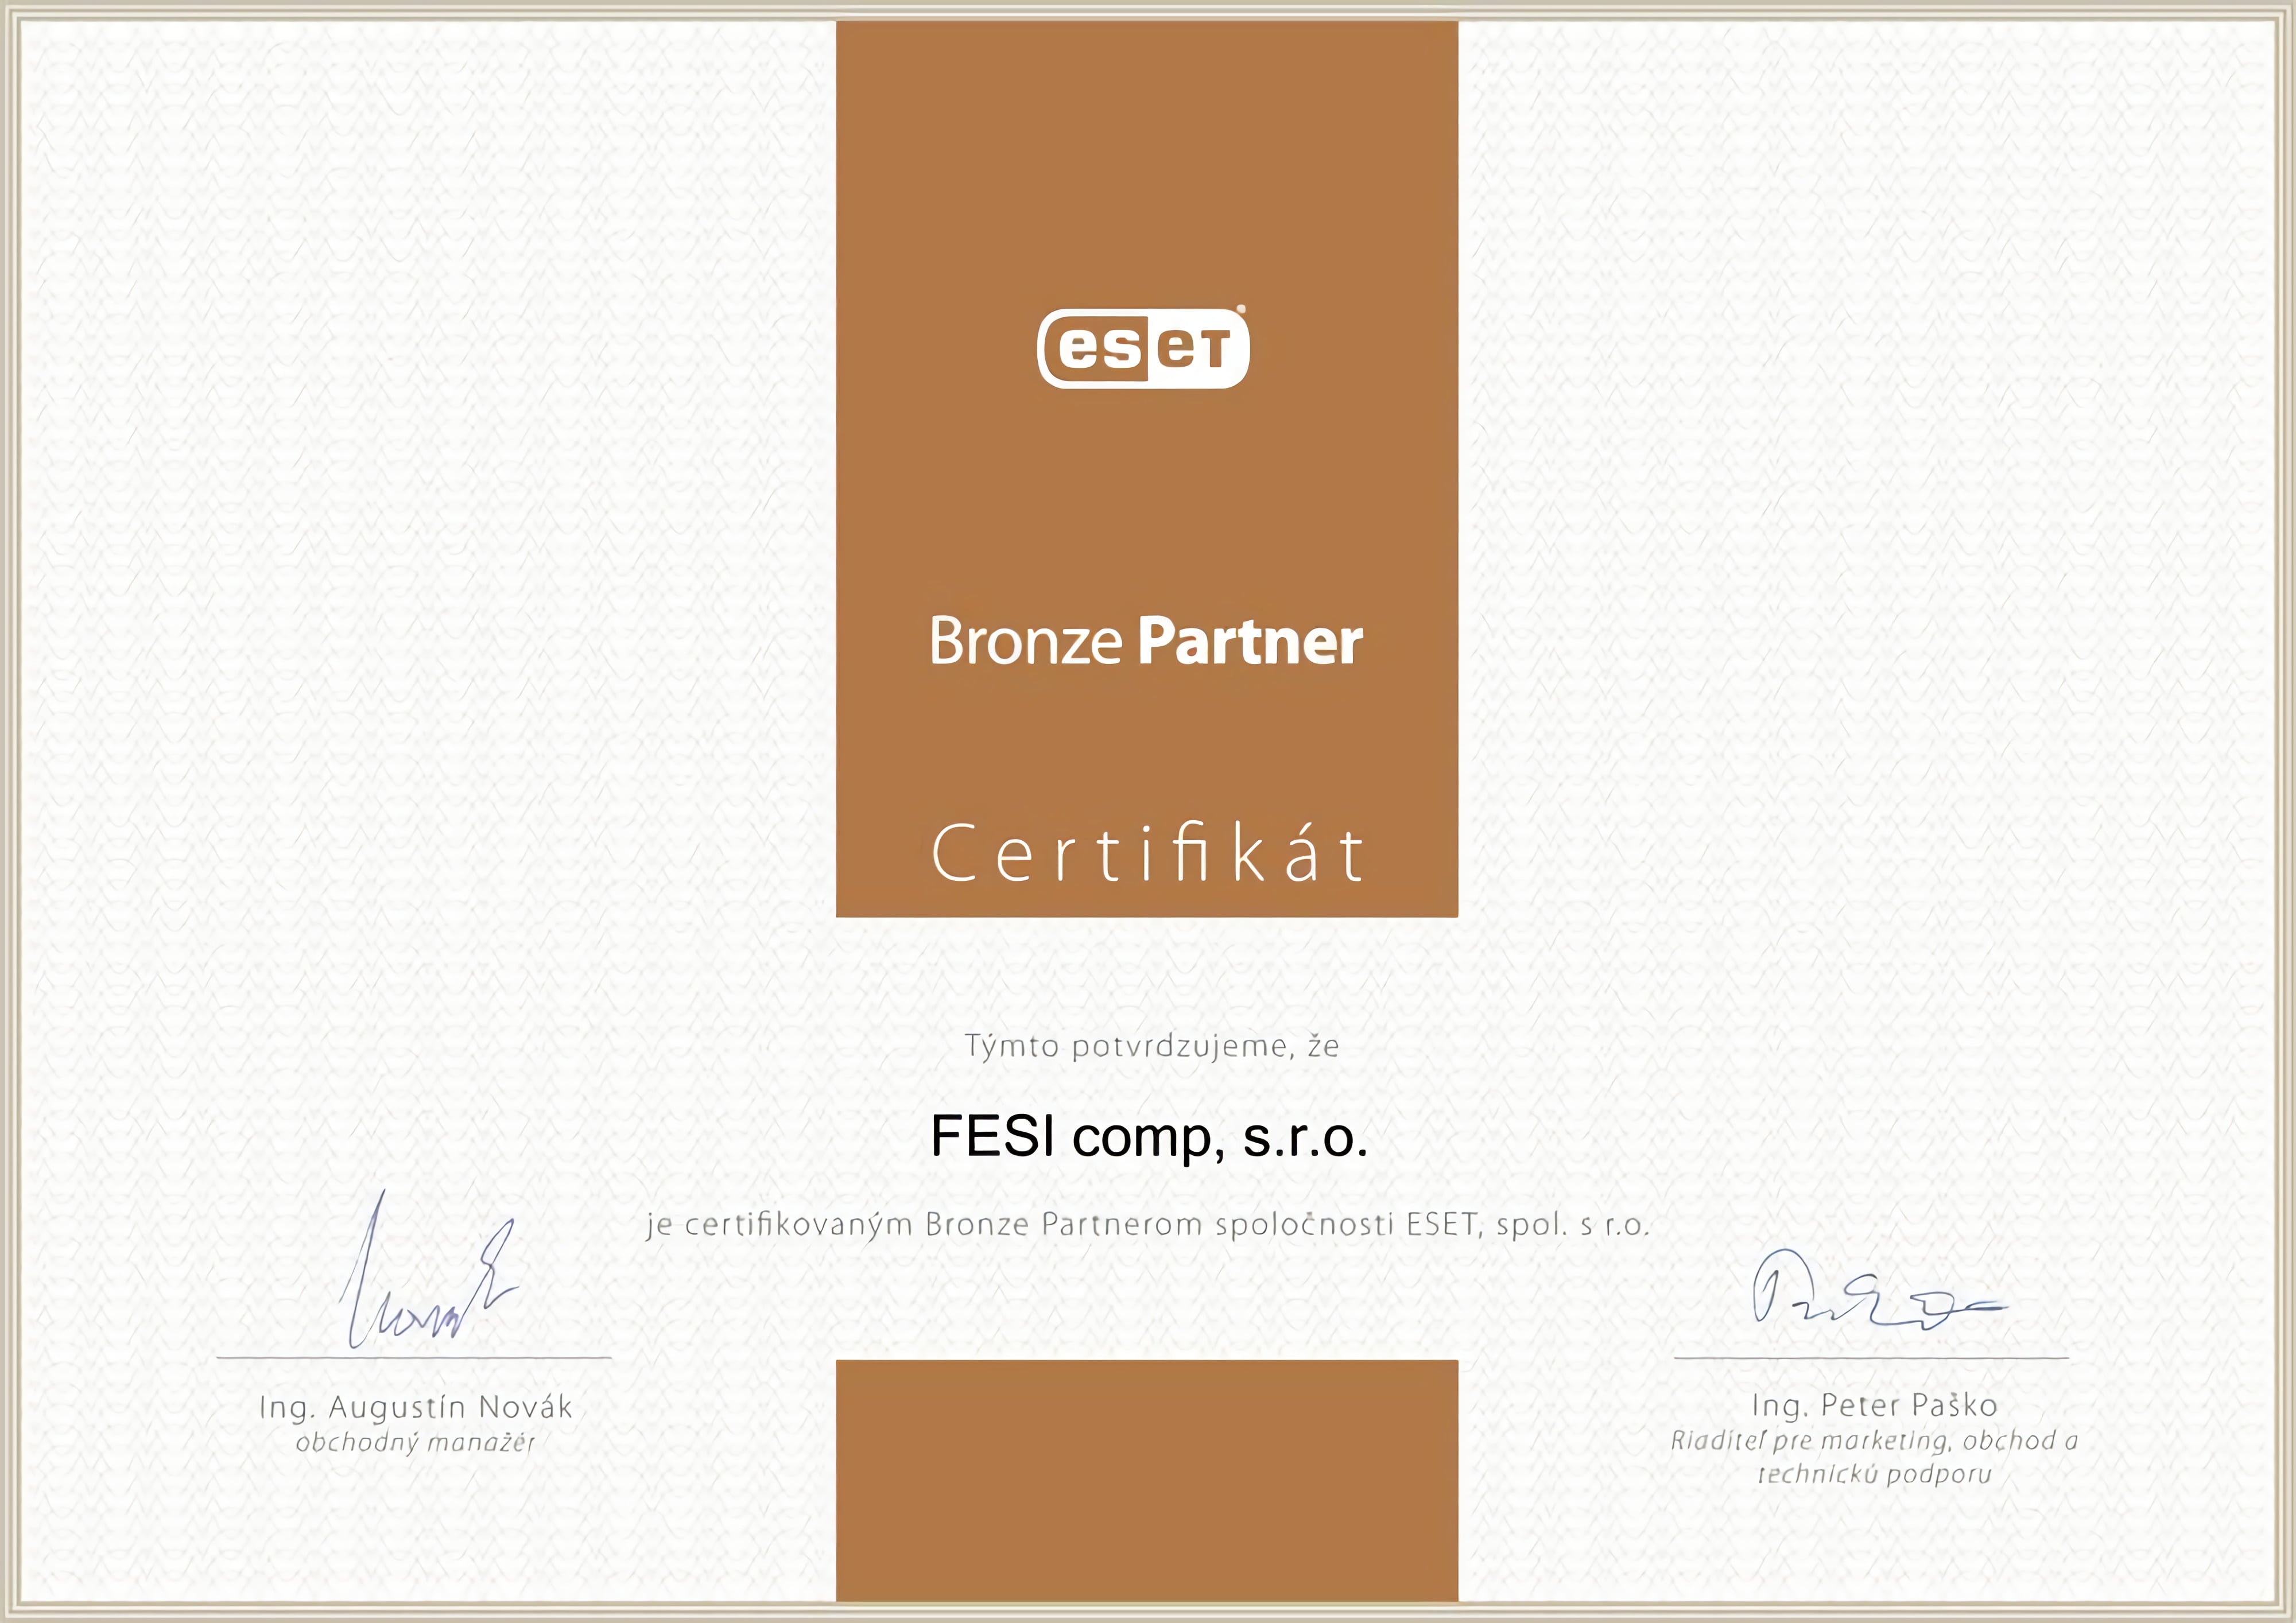 eset
Bronze Partner
Certifikát
Týmto potvrdzujeme, že
FESI comp, s.r.o.
je certifikovaným Bronze Partnerom spoločnosti ESET, spol. s r.o.
Ing. Augustín Novák
obchodný manažér
Ing. Peter Paško
Riaditeľ pre marketing, obchod a
technickú podporu